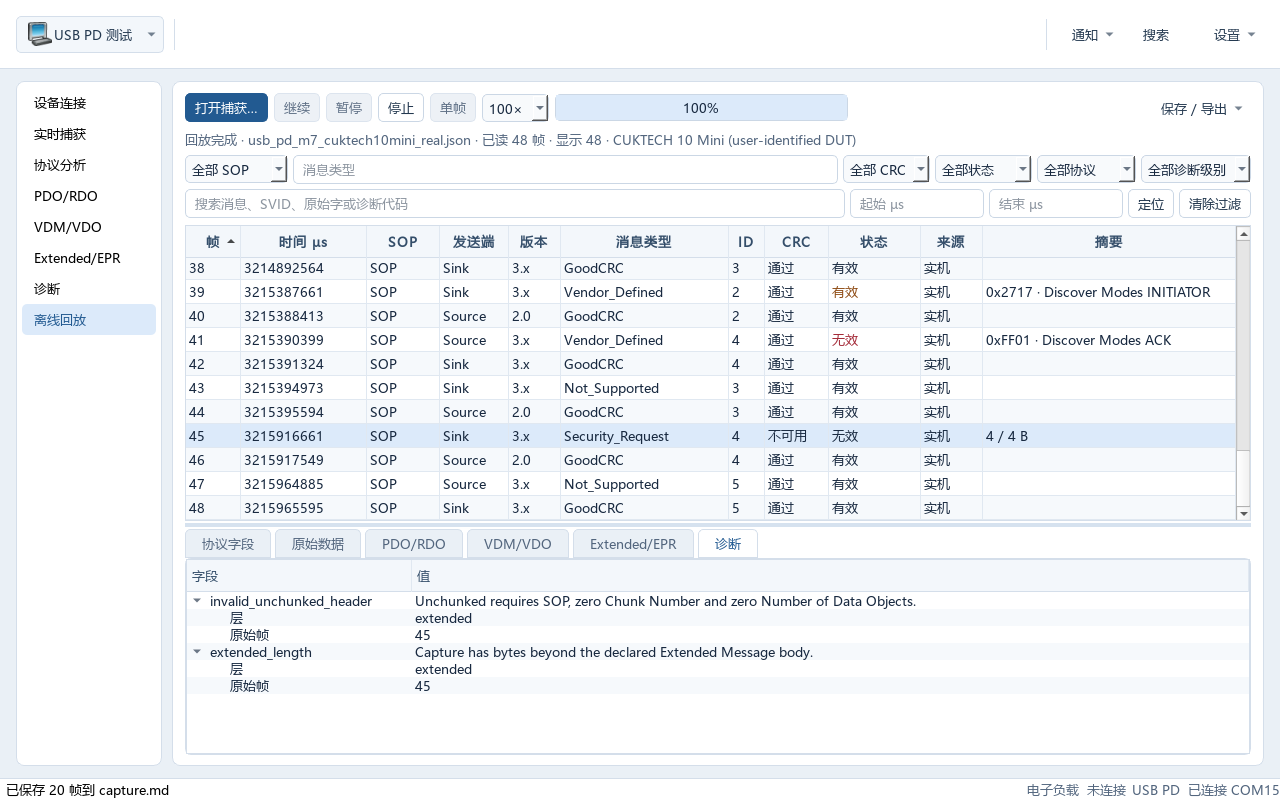 USB PD 测试 通知 搜索 设置
设备连接
实时捕获
协议分析
PDO/RDO
VDM/VDO
Extended/EPR
诊断
离线回放
打开捕获... 继续 暂停 停止 单帧 100× 100% 保存 / 导出
回放完成 · usb_pd_m7_cuktech10mini_real.json · 已读 48 帧 · 显示 48 · CUKTECH 10 Mini (user-identified DUT)
全部 SOP 消息类型 全部 CRC 全部状态 全部协议 全部诊断级别
搜索消息、SVID、原始字或诊断代码 起始 µs 结束 µs 定位 清除过滤
帧 时间 µs SOP 发送端 版本 消息类型 ID CRC 状态 来源 摘要
38 3214892564 SOP Sink 3.x GoodCRC 3 通过 有效 实机
39 3215387661 SOP Sink 3.x Vendor_Defined 2 通过 有效 实机 0x2717 · Discover Modes INITIATOR
40 3215388413 SOP Source 2.0 GoodCRC 2 通过 有效 实机
41 3215390399 SOP Source 3.x Vendor_Defined 4 通过 无效 实机 0xFF01 · Discover Modes ACK
42 3215391324 SOP Sink 3.x GoodCRC 4 通过 有效 实机
43 3215394973 SOP Sink 3.x Not_Supported 3 通过 有效 实机
44 3215395594 SOP Source 2.0 GoodCRC 3 通过 有效 实机
45 3215916661 SOP Sink 3.x Security_Request 4 不可用 无效 实机 4 / 4 B
46 3215917549 SOP Source 2.0 GoodCRC 4 通过 有效 实机
47 3215964885 SOP Source 3.x Not_Supported 5 通过 有效 实机
48 3215965595 SOP Sink 3.x GoodCRC 5 通过 有效 实机
协议字段 原始数据 PDO/RDO VDM/VDO Extended/EPR 诊断
字段 值
invalid_unchunked_header Unchunked requires SOP, zero Chunk Number and zero Number of Data Objects.
层 extended
原始帧 45
extended_length Capture has bytes beyond the declared Extended Message body.
层 extended
原始帧 45
已保存 20 帧到 capture.md 电子负载 未连接 USB PD 已连接 COM15